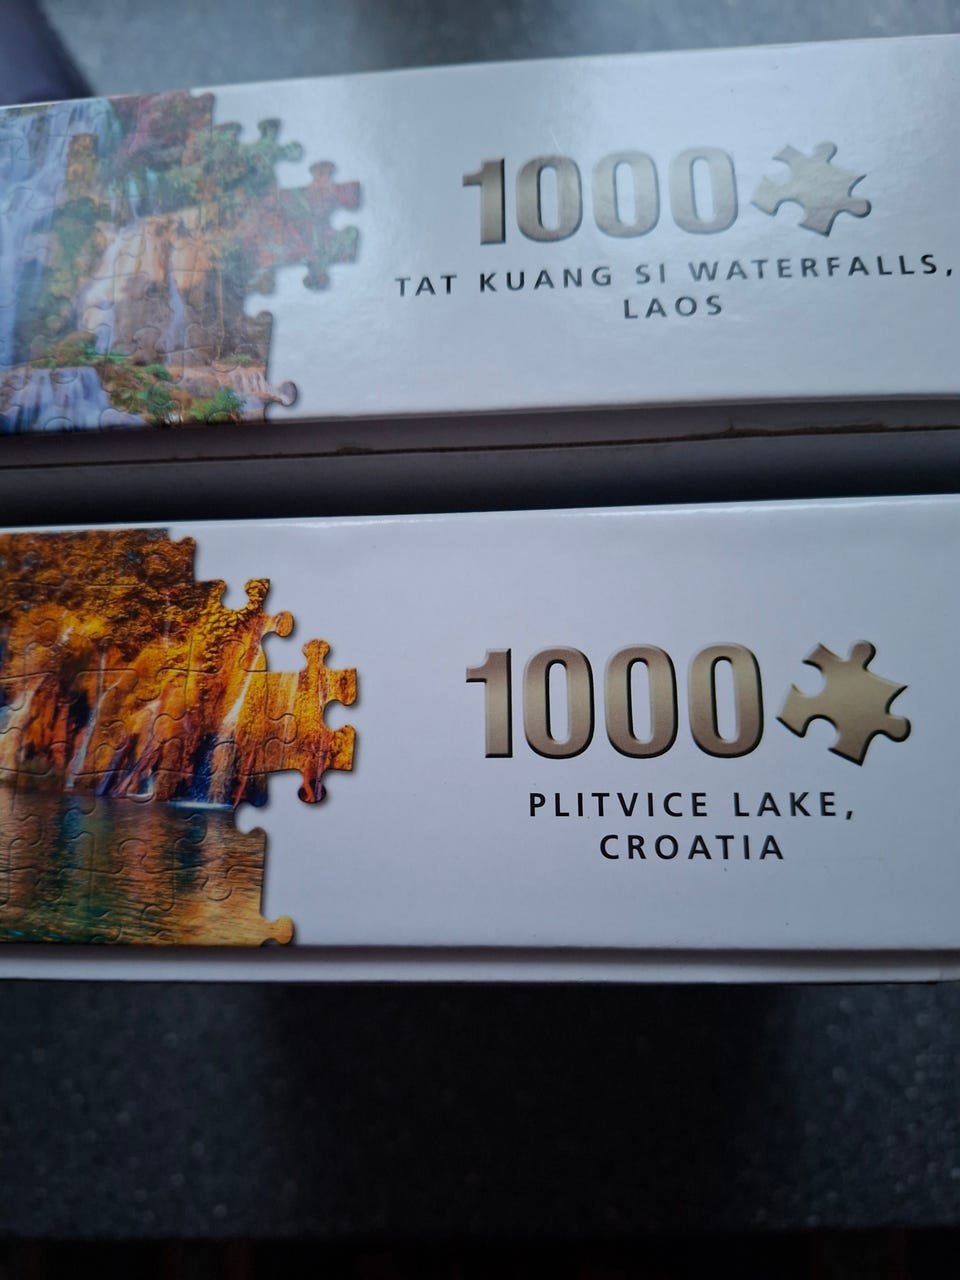 1000
TAT KUANG SI WATERFALLS,
LAOS
1000
PLITVICE LAKE,
CROATIA